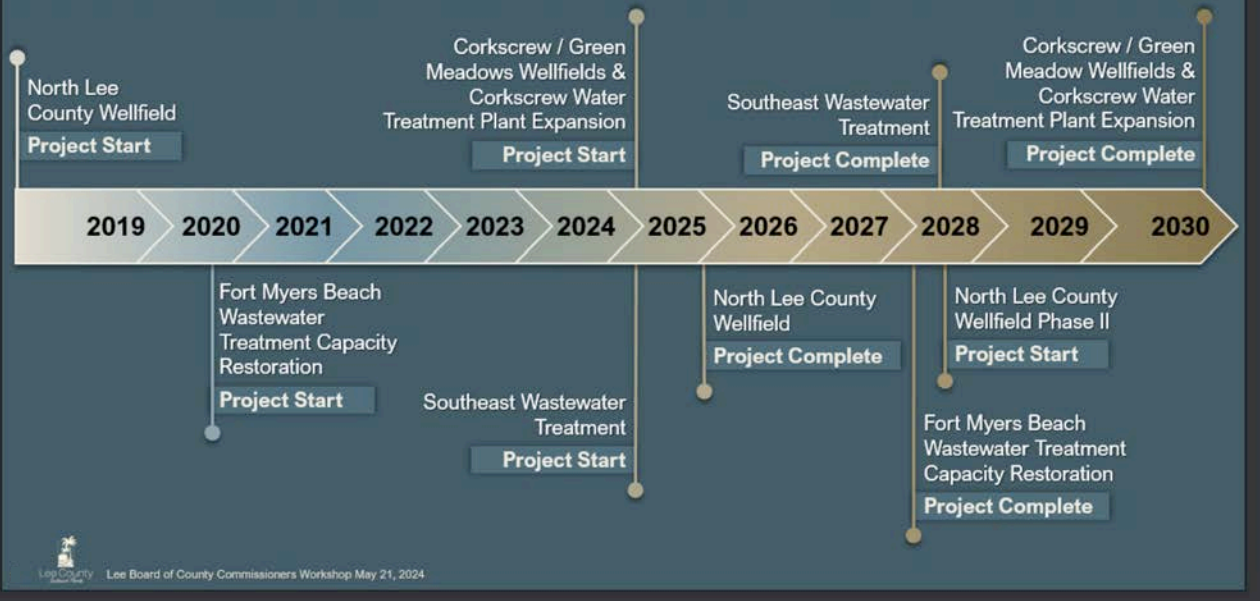 North Lee
County Wellfield
Project Start
Corkscrew / Green
Meadows Wellfields &
Corkscrew Water
Treatment Plant Expansion
Project Start
Southeast Wastewater
Treatment
Project Complete
Corkscrew / Green
Meadow Wellfields &
Corkscrew Water
Treatment Plant Expansion
Project Complete
2019 2020 2021 2022 2023 2024 2025 2026 2027 2028 2029 2030
Fort Myers Beach
Wastewater
Treatment Capacity
Restoration
Project Start
Southeast Wastewater
Treatment
Project Start
North Lee County
Wellfield
Project Complete
North Lee County
Wellfield Phase II
Project Start
Fort Myers Beach
Wastewater Treatment
Capacity Restoration
Project Complete
Lee County
Lee Board of County Commissioners Workshop May 21, 2024